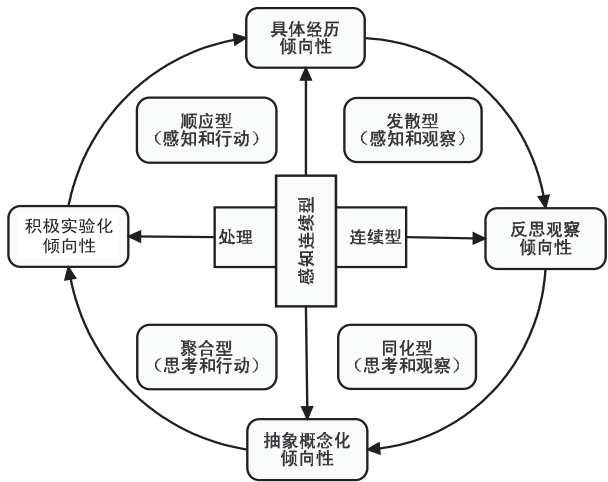 具体经历
倾向性
顺应型
（感知和行动）
发散型
（感知和观察）
积极实验化
倾向性
处理
感知连续型
连续型
反思观察
倾向性
聚合型
（思考和行动）
同化型
（思考和观察）
抽象概念化
倾向性